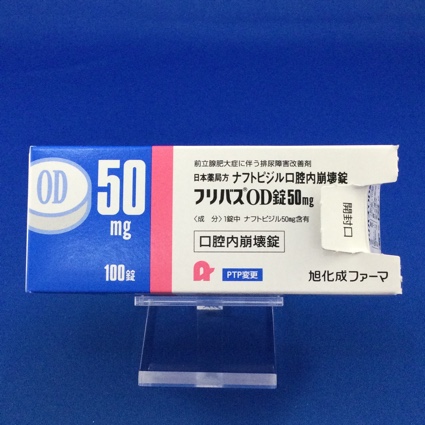 OD
50
mg
100錠
前立腺肥大症に伴う排尿障害改善剤
日本薬局方 ナフトピジル口腔内崩壊錠
フリバス®OD錠50mg
〈成 分〉1錠中 ナフトピジル50mg含有
口腔内崩壊錠
PTP変更
旭化成ファーマ
開封口